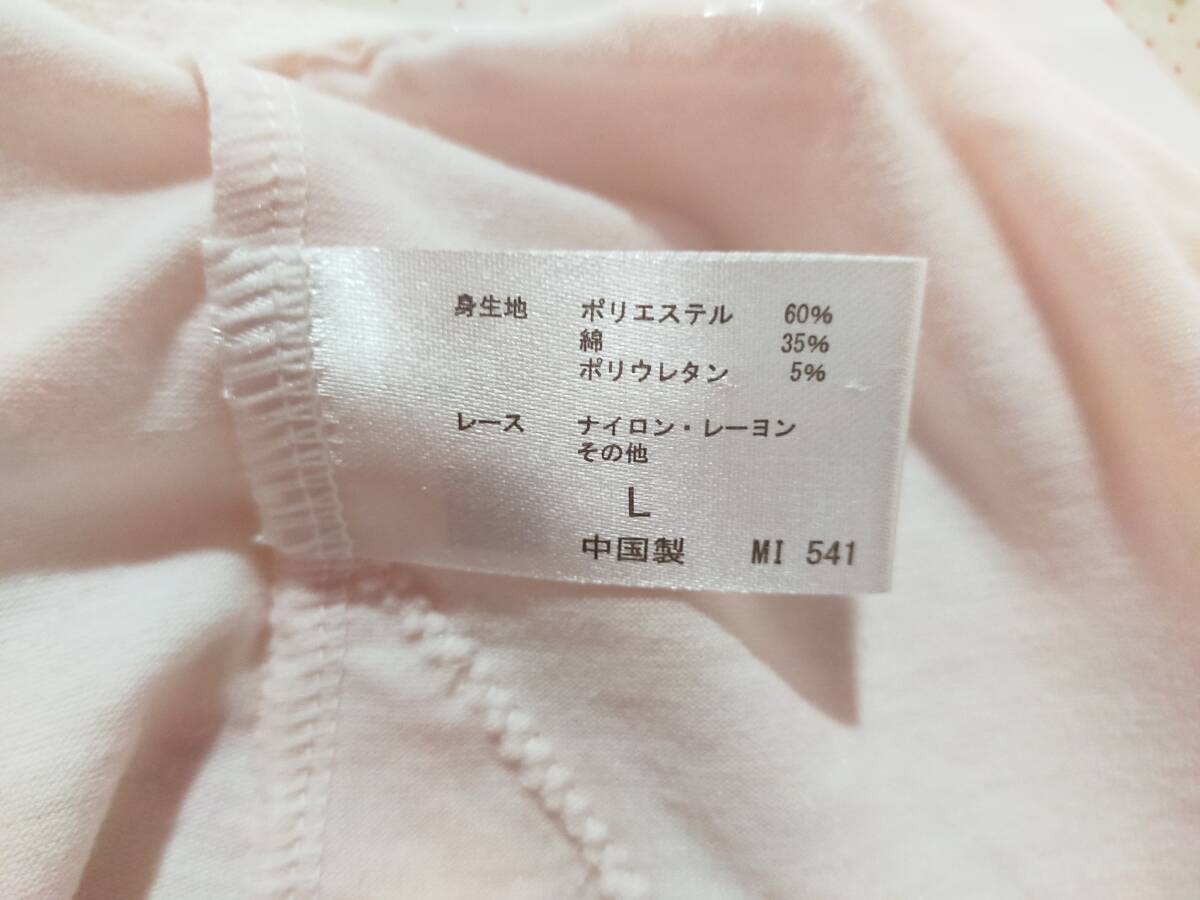 身生地 ポリエステル 60%
綿 35%
ポリウレタン 5%
レース ナイロン・レーヨン
その他
L
中国製 MI 541